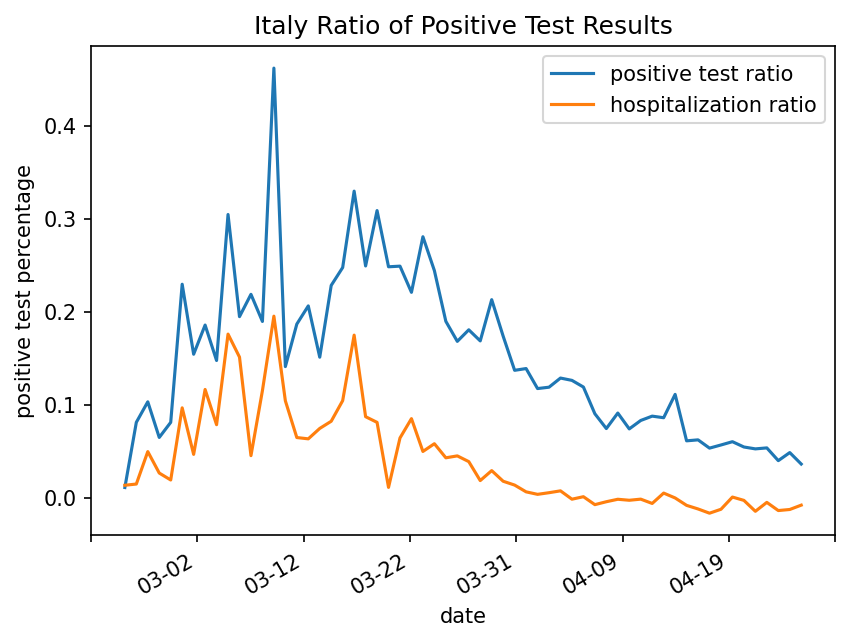 Italy Ratio of Positive Test Results
positive test ratio
hospitalization ratio
positive test percentage
0.4
0.3
0.2
0.1
0.0
03-02
03-12
03-22
03-31
04-09
04-19
date